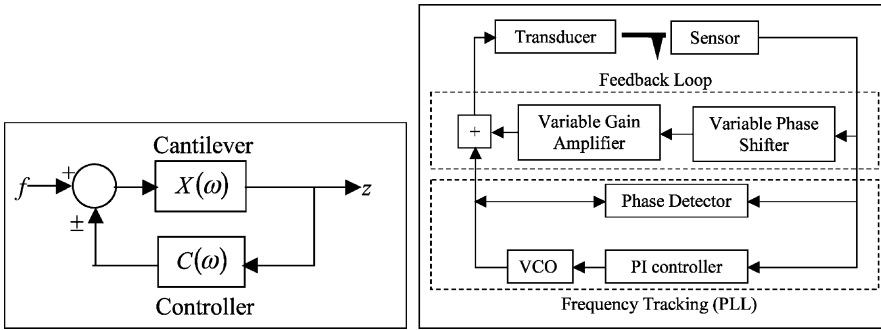 Cantilever
f
+
X(ω)
z
±
C(ω)
Controller
Transducer
Sensor
Feedback Loop
+
Variable Gain
Amplifier
Variable Phase
Shifter
Phase Detector
VCO
PI controller
Frequency Tracking (PLL)